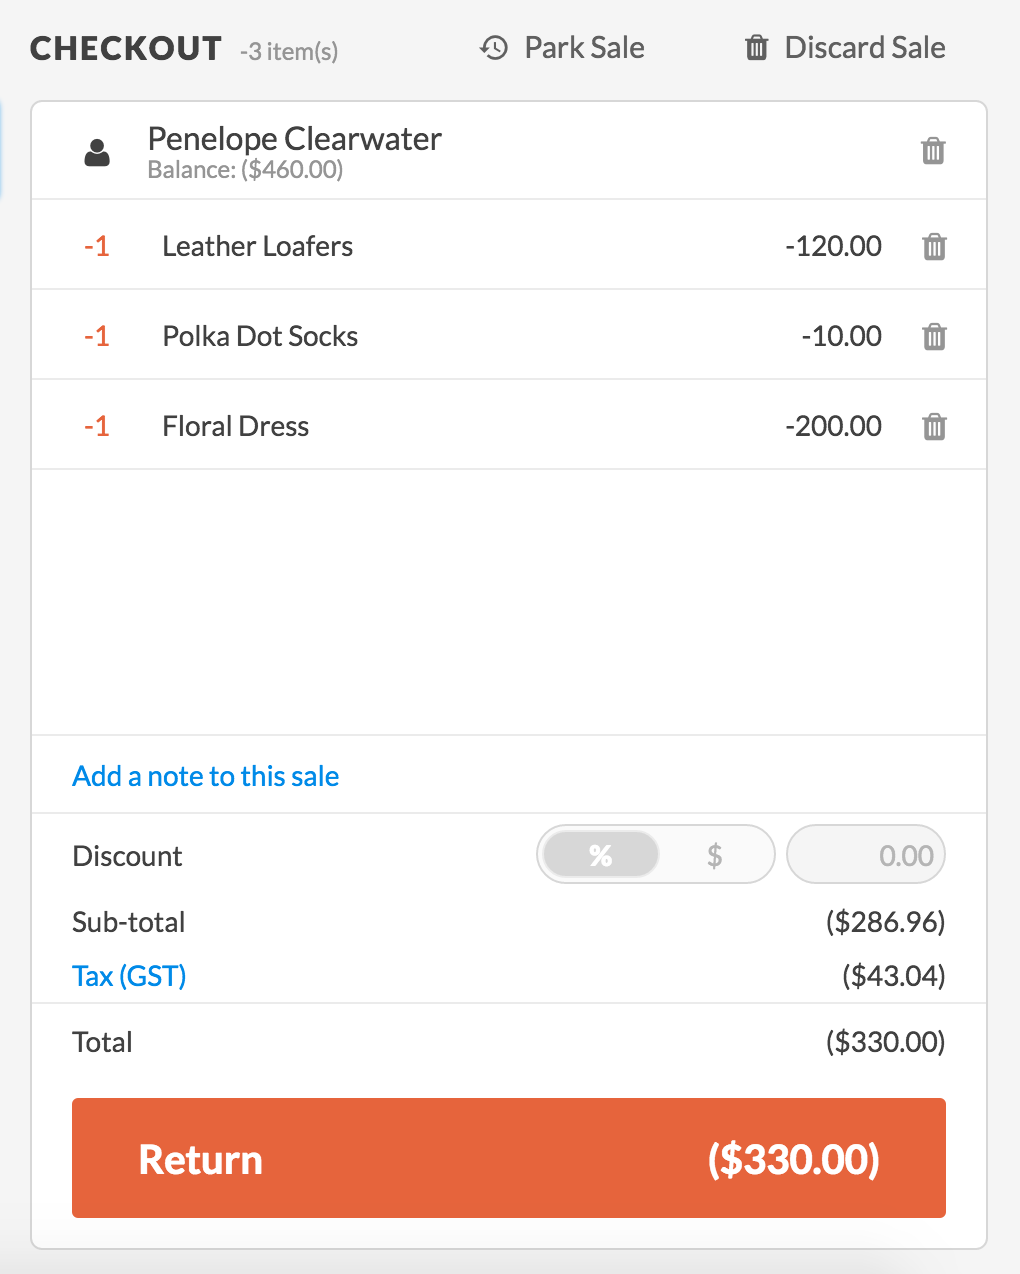 CHECKOUT -3 item(s) Park Sale Discard Sale
Penelope Clearwater
Balance: ($460.00)
-1 Leather Loafers -120.00
-1 Polka Dot Socks -10.00
-1 Floral Dress -200.00
Add a note to this sale
Discount % $ 0.00
Sub-total ($286.96)
Tax (GST) ($43.04)
Total ($330.00)
Return ($330.00)